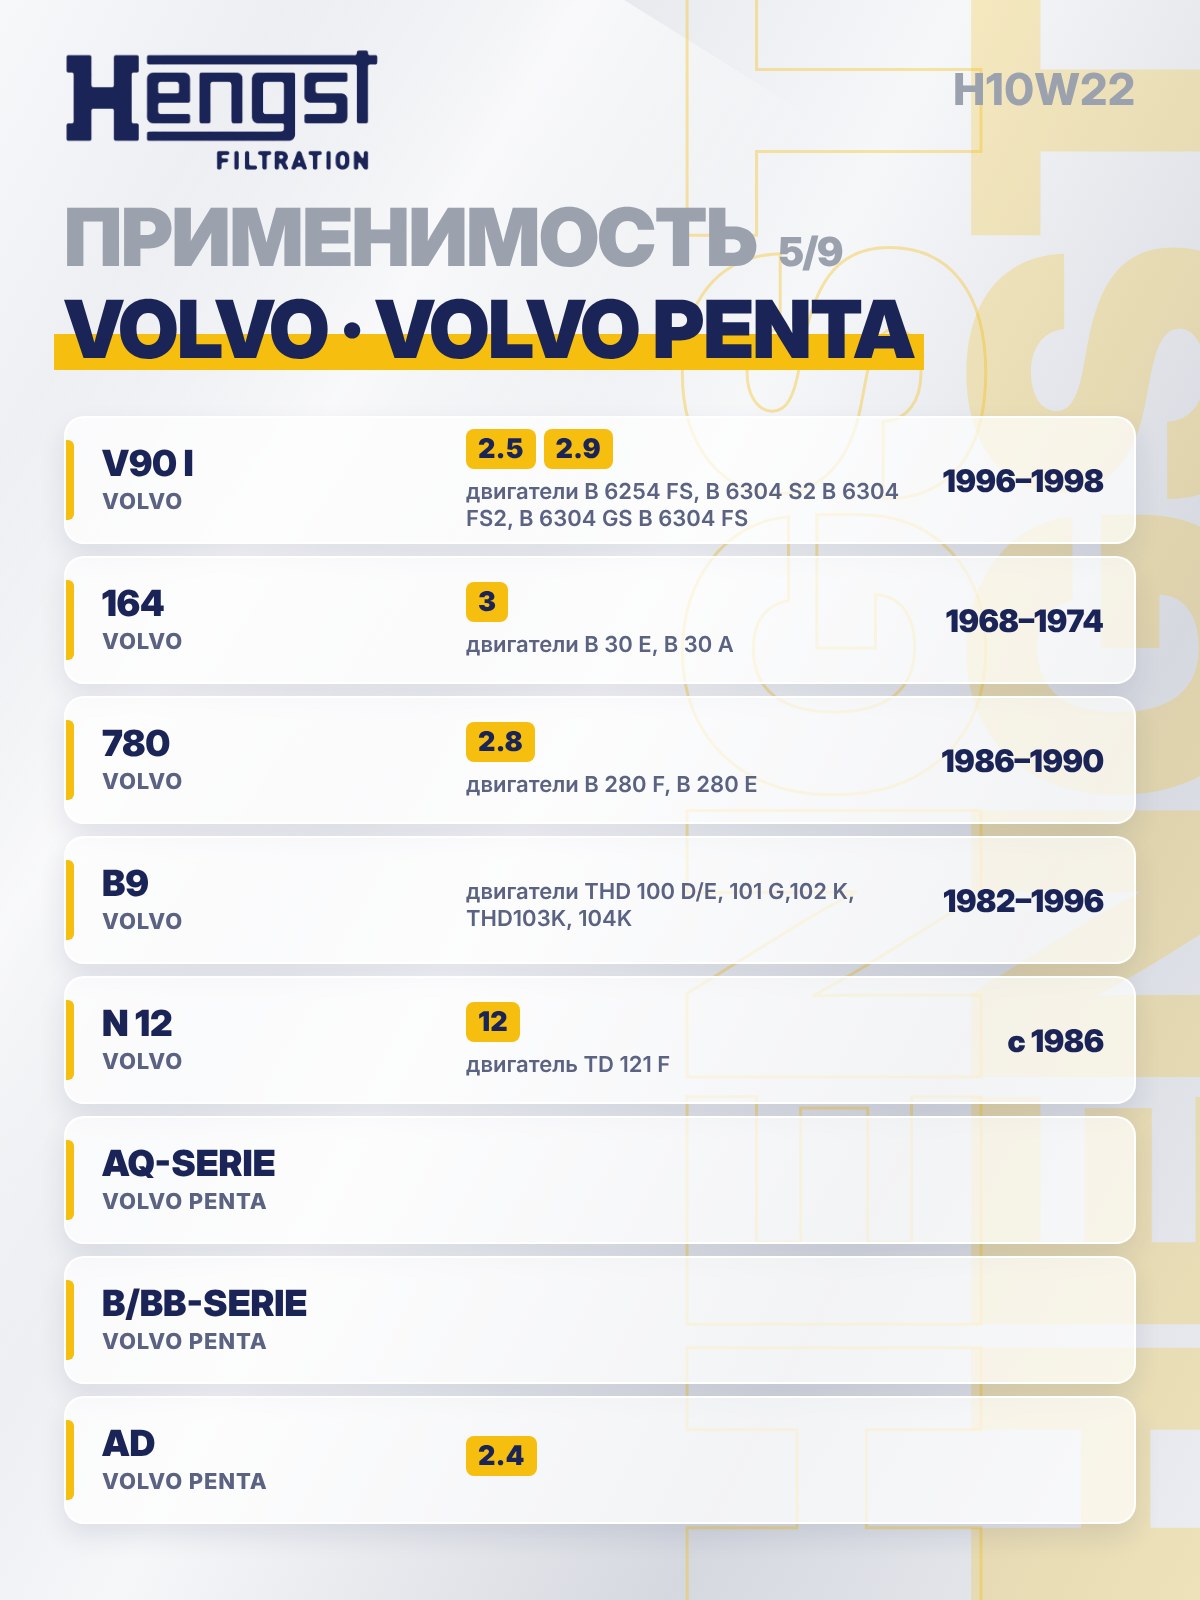 Hengst
FILTRATION
H10W22
ПРИМЕНИМОСТЬ 5/9
VOLVO · VOLVO PENTA
V90 I
VOLVO
2.5 2.9
двигатели B 6254 FS, B 6304 S2 B 6304
FS2, B 6304 GS B 6304 FS
1996–1998
164
VOLVO
3
двигатели B 30 E, B 30 A
1968–1974
780
VOLVO
2.8
двигатели B 280 F, B 280 E
1986–1990
B9
VOLVO
двигатели THD 100 D/E, 101 G,102 K,
THD103K, 104K
1982–1996
N 12
VOLVO
12
двигатель TD 121 F
с 1986
AQ-SERIE
VOLVO PENTA
B/BB-SERIE
VOLVO PENTA
AD
VOLVO PENTA
2.4
HENGST